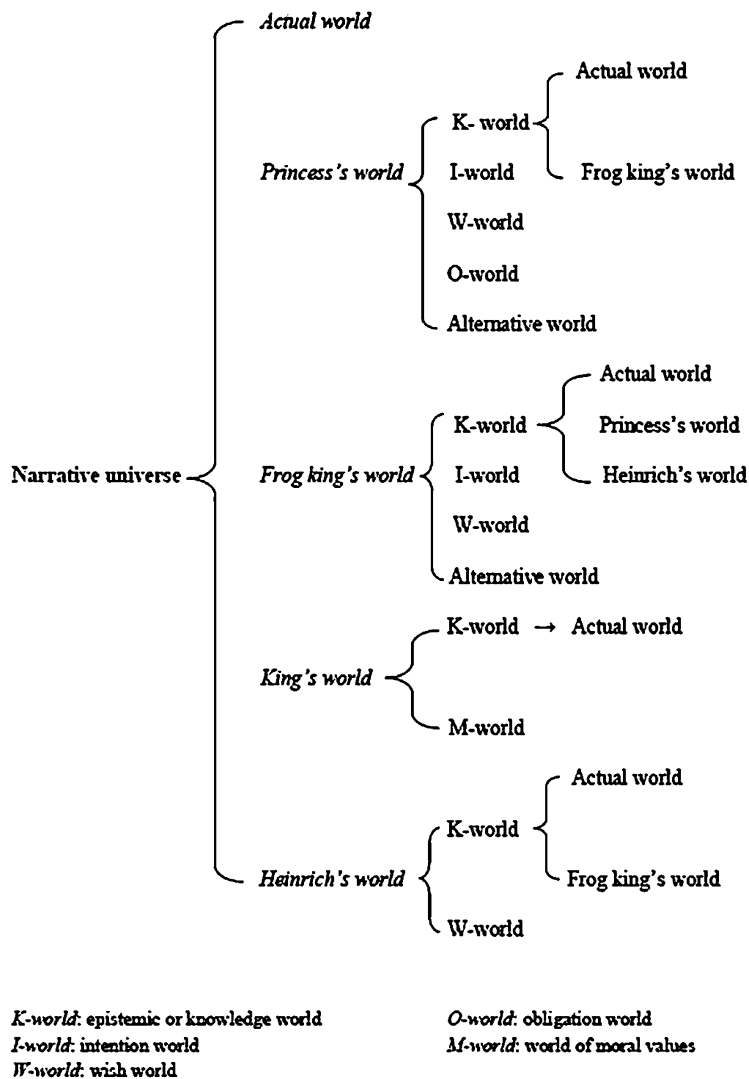 Actual world
Actual world
K- world
Princess's world
I-world
Frog king's world
W-world
O-world
Alternative world
Actual world
K-world
Princess's world
Narrative universe
Frog king's world
I-world
Heinrich's world
W-world
Alternative world
K-world → Actual world
King's world
M-world
Actual world
K-world
Heinrich's world
Frog king's world
W-world
K-world: epistemic or knowledge world
O-world: obligation world
I-world: intention world
M-world: world of moral values
W-world: wish world